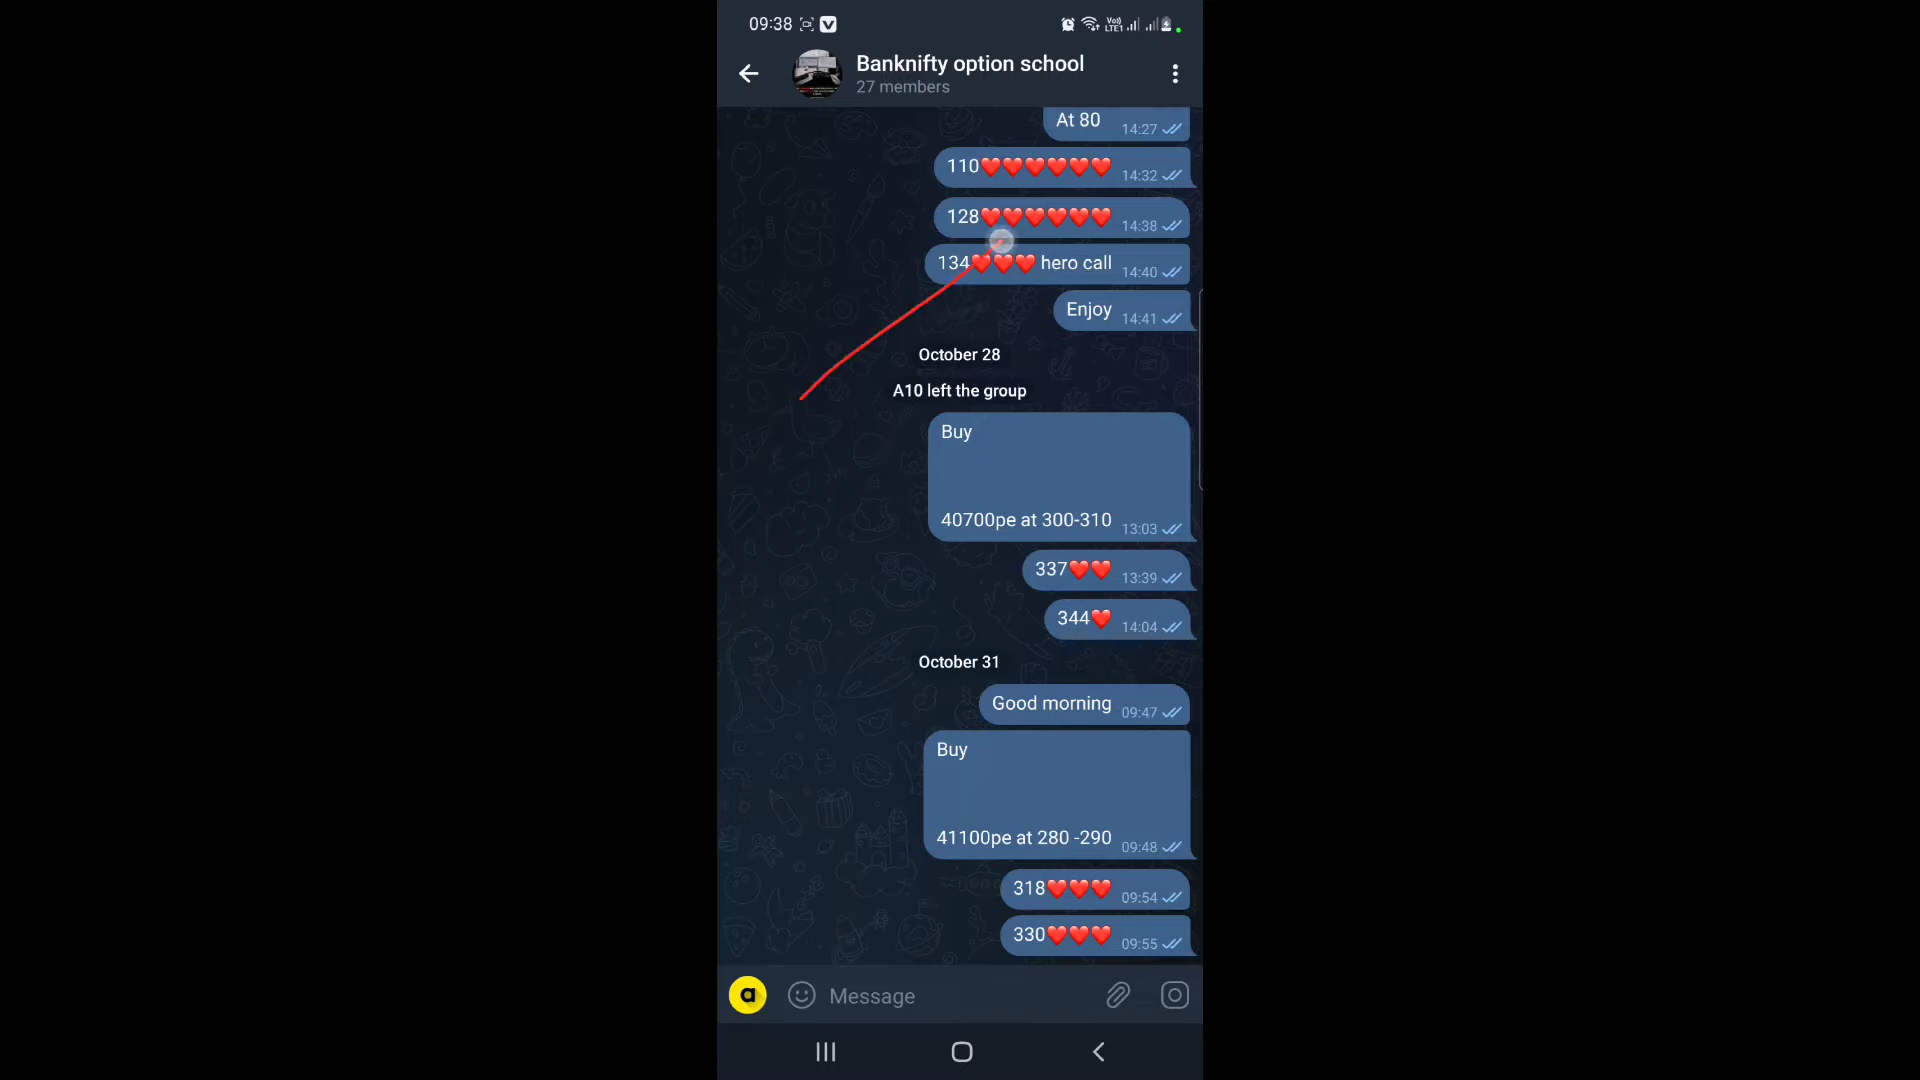 09:38
Vo)) LTE1
Banknifty option school
27 members
At 80 14:27
110❤️❤️❤️❤️❤️❤️ 14:32
128❤️❤️❤️❤️❤️❤️ 14:38
134❤️❤️❤️ hero call 14:40
Enjoy 14:41
October 28
A10 left the group
Buy
40700pe at 300-310 13:03
337❤️❤️ 13:39
344❤️ 14:04
October 31
Good morning 09:47
Buy
41100pe at 280 -290 09:48
318❤️❤️❤️ 09:54
330❤️❤️❤️ 09:55
a
Message